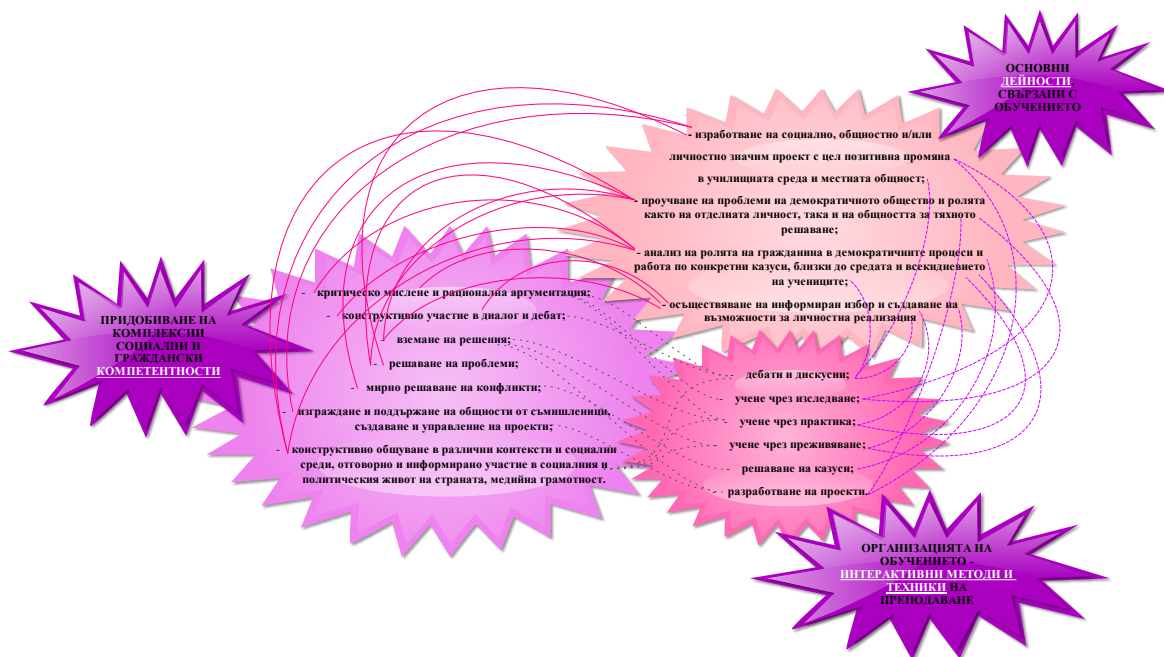 ОСНОВНИ
ДЕЙНОСТИ,
СВЪРЗАНИ С
ОБУЧЕНИЕТО
- изработване на социално, общностно и/или
личностно значим проект с цел позитивна промяна
в училищната среда и местната общност;
- проучване на проблеми на демократичното общество и ролята
както на отделната личност, така и на общността за тяхното
решаване;
- анализ на ролята на гражданина в демократичните процеси и
работа по конкретни казуси, близки до средата и всекидневието
на учениците;
- осъществяване на информиран избор и създаване на
възможности за личностна реализация
ПРИДОБИВАНЕ НА
КОМПЛЕКСНИ
СОЦИАЛНИ И
ГРАЖДАНСКИ
КОМПЕТЕНТНОСТИ
- критическо мислене и рационална аргументация;
- конструктивно участие в диалог и дебат;
- вземане на решения;
- решаване на проблеми;
- мирно решаване на конфликти;
- изграждане и поддържане на общности от съмишленици,
създаване и управление на проекти;
- конструктивно общуване в различни контексти и социални
среди, отговорно и информирано участие в социалния и
политическия живот на страната, медийна грамотност.
- дебати и дискусии;
- учене чрез изследване;
- учене чрез практика;
- учене чрез преживяване;
- решаване на казуси;
- разработване на проекти.
ОРГАНИЗАЦИЯТА НА
ОБУЧЕНИЕТО -
ИНТЕРАКТИВНИ МЕТОДИ И
ТЕХНИКИ НА
ПРЕПОДАВАНЕ